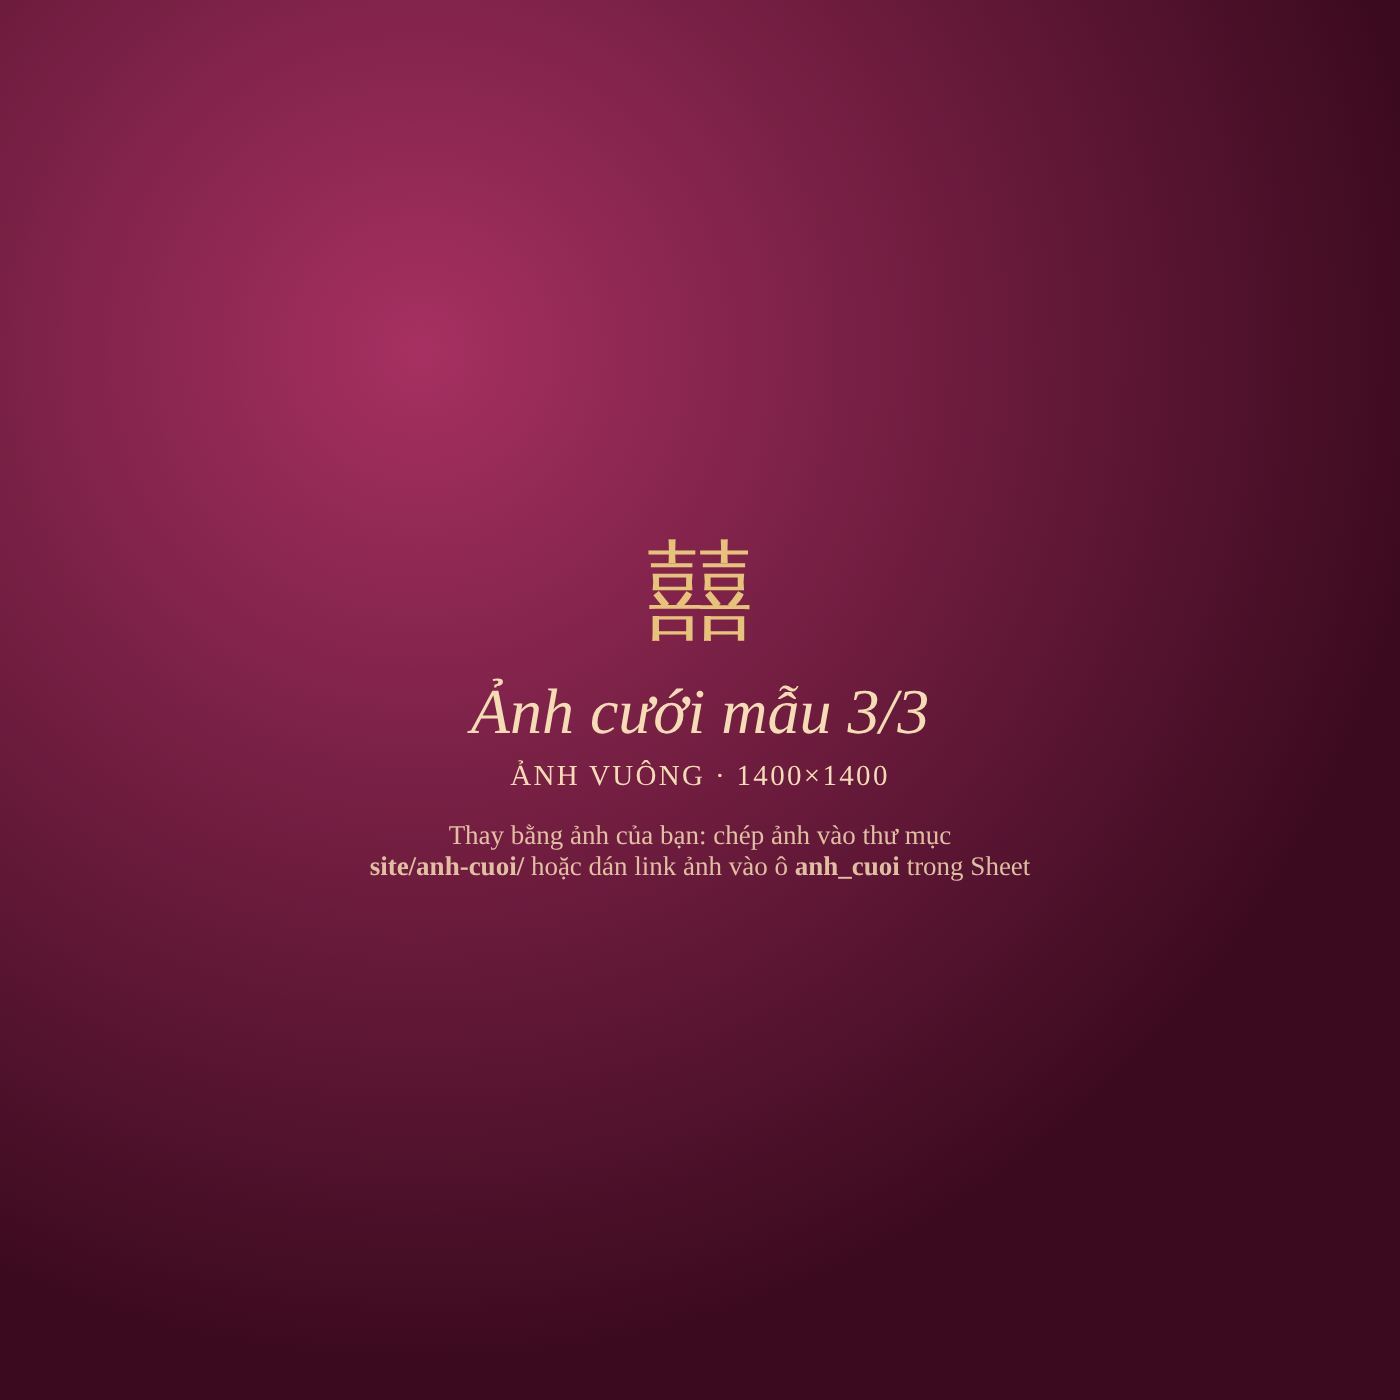 囍
Ảnh cưới mẫu 3/3
ẢNH VUÔNG · 1400×1400
Thay bằng ảnh của bạn: chép ảnh vào thư mục
site/anh-cuoi/ hoặc dán link ảnh vào ô anh_cuoi trong Sheet